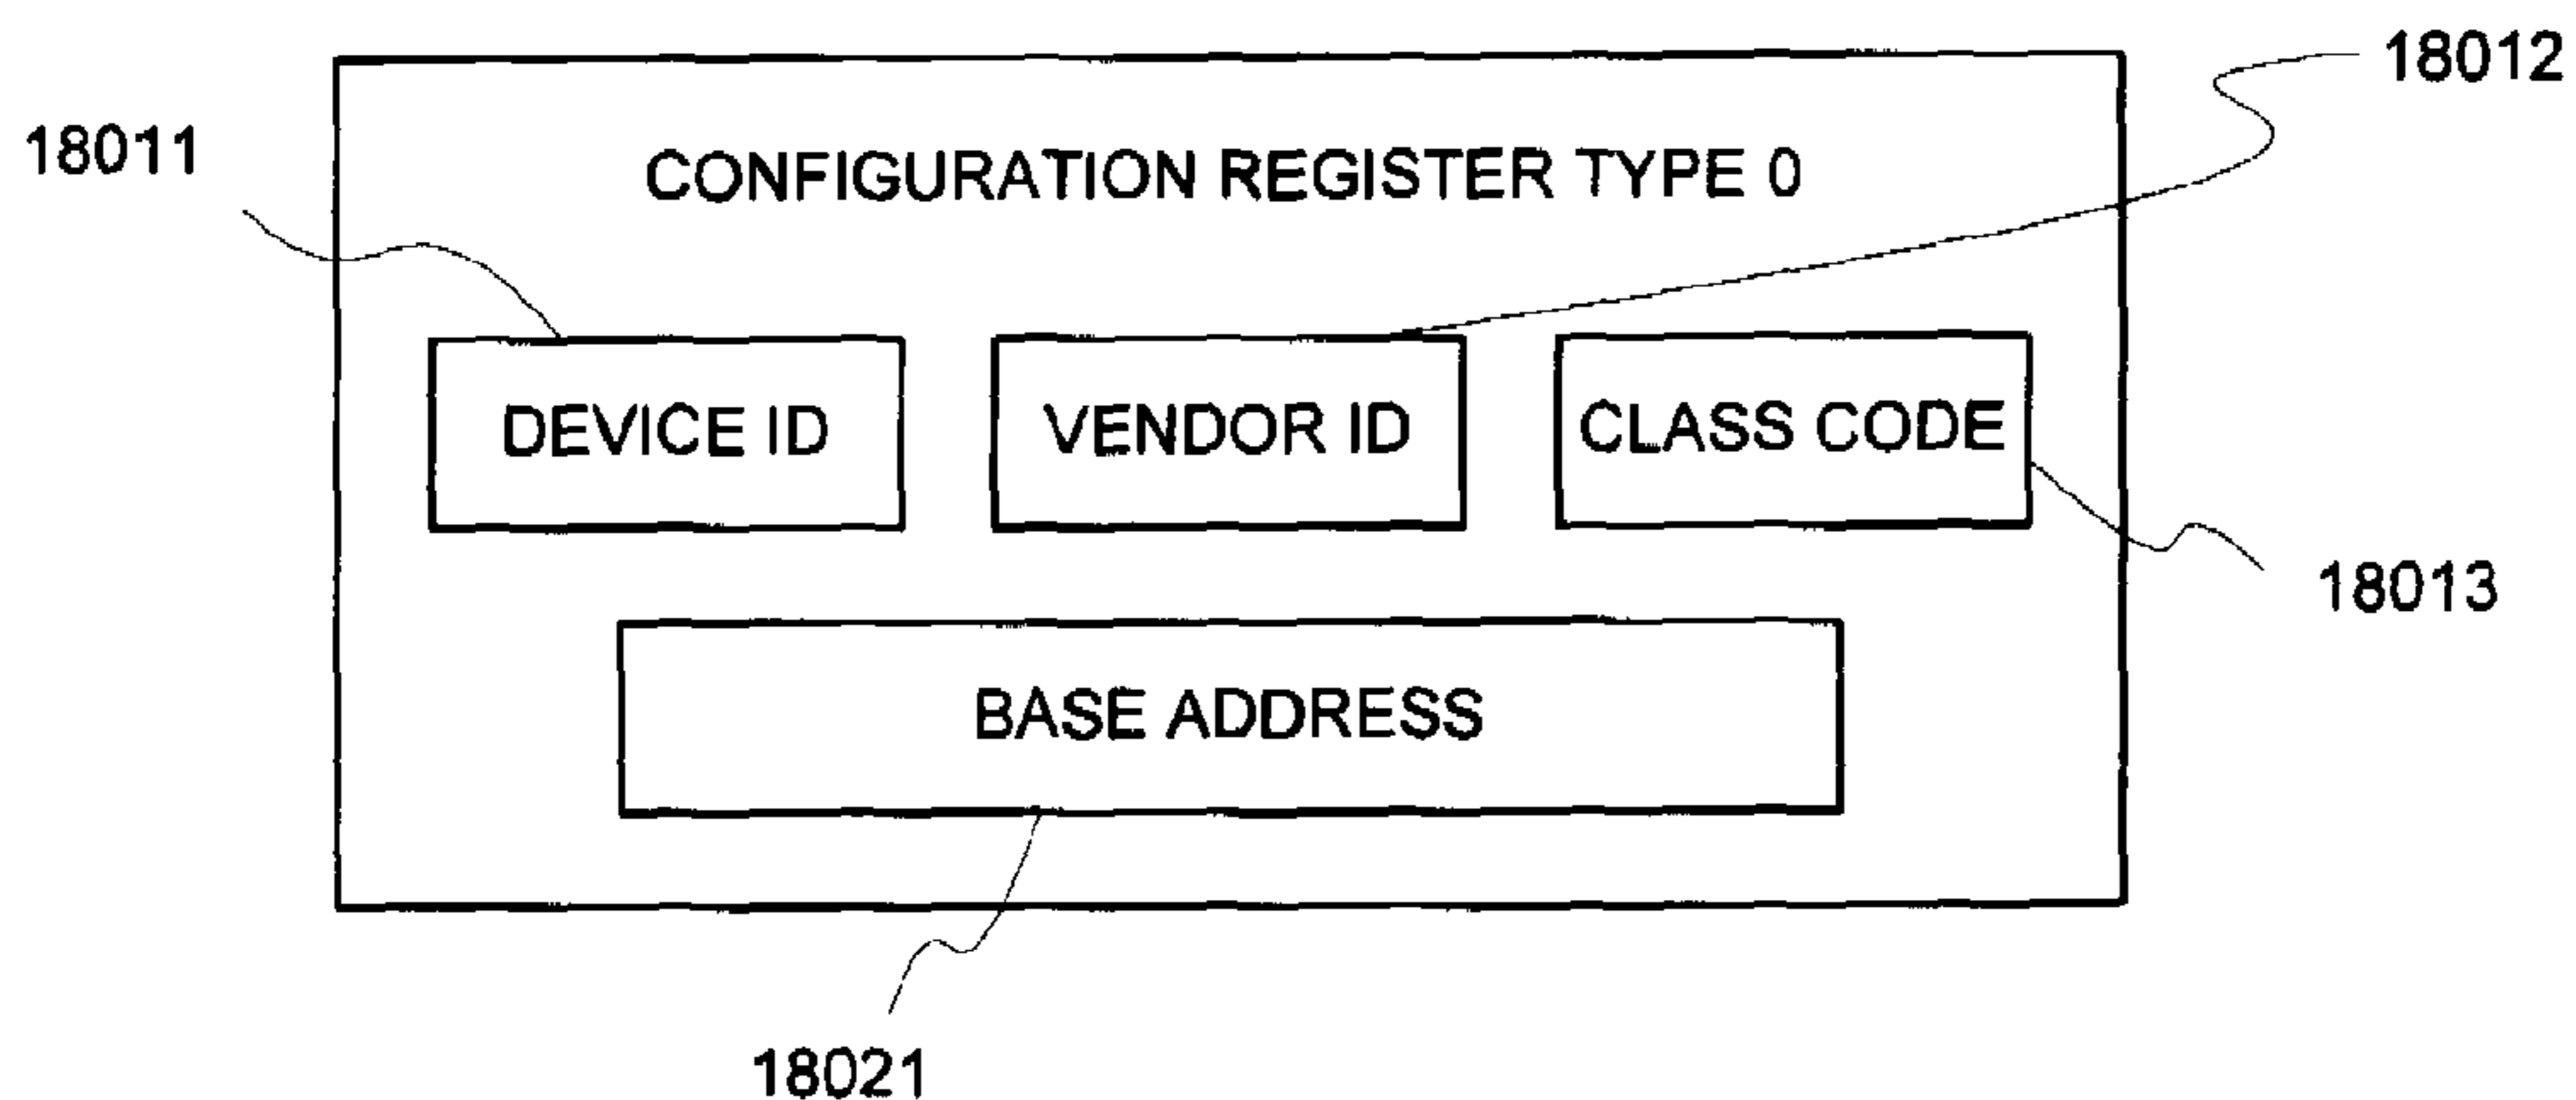 18012
18011
CONFIGURATION REGISTER TYPE 0
DEVICE ID
VENDOR ID
CLASS CODE
18013
BASE ADDRESS
18021